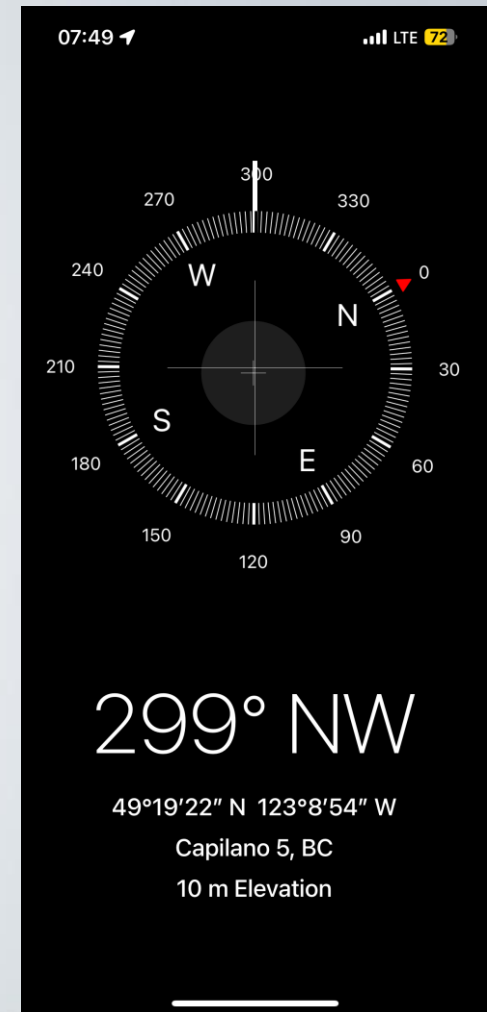 07:49 LTE 72
300
270 330
240 W 0
N
210 30
S
180 E 60
150 90
120
299° NW
49°19′22″ N 123°8′54″ W
Capilano 5, BC
10 m Elevation